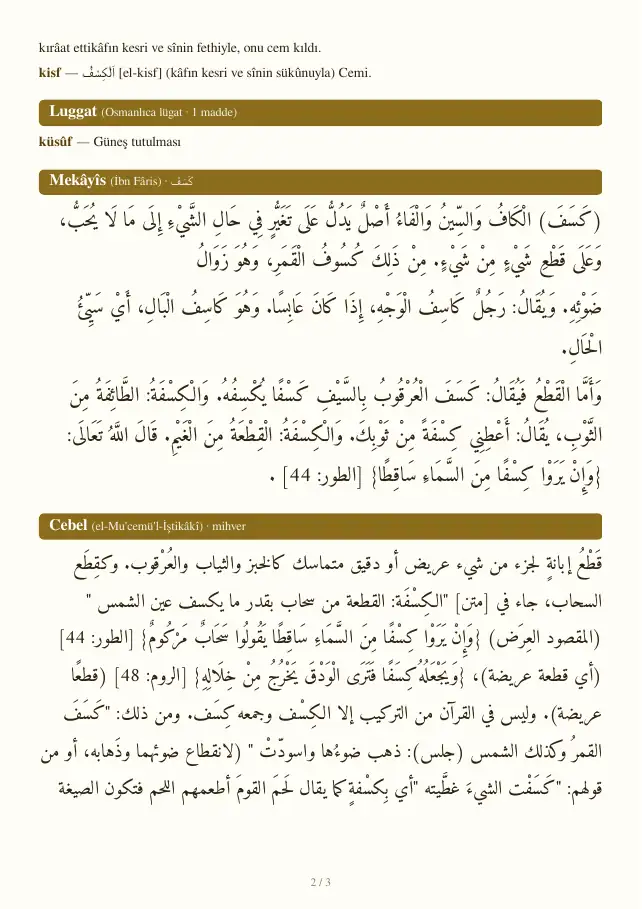 kırâat ettikâfın kesri ve sînin fethiyle, onu cem kıldı.
kisf — اَلْكِسْفُ [el-kisf] (kâfın kesri ve sînin sükûnuyla) Cemi.
Luggat (Osmanlıca lügat · 1 madde)
küsûf — Güneş tutulması
Mekâyîs (İbn Fâris) · كَسَفَ
(كَسَفَ) الْكَافُ وَالسِّينُ وَالْفَاءُ أَصْلٌ يَدُلُّ عَلَى تَغَيُّرٍ فِي حَالِ الشَّيْءِ إِلَى مَا لَا يُحَبُّ،
وَعَلَى قَطْعِ شَيْءٍ مِنْ شَيْءٍ. مِنْ ذَلِكَ كُسُوفُ الْقَمَرِ، وَهُوَ زَوَالُ
ضَوْئِهِ. وَيُقَالُ: رَجُلٌ كَاسِفُ الْوَجْهِ، إِذَا كَانَ عَابِسًا. وَهُوَ كَاسِفُ الْبَالِ، أَيْ سَيِّئُ
الْحَالِ.
وَأَمَّا الْقَطْعُ فَيُقَالُ: كَسَفَ الْعُرْقُوبَ بِالسَّيْفِ كَسْفًا يُكْسِفُهُ. وَالْكِسْفَةُ: الطَّائِفَةُ مِنَ
الثَّوْبِ، يُقَالُ: أَعْطِنِي كِسْفَةً مِنْ ثَوْبِكَ. وَالْكِسْفَةُ: الْقِطْعَةُ مِنَ الْغَيْمِ. قَالَ اللَّهُ تَعَالَى:
{وَإِنْ يَرَوْا كِسْفًا مِنَ السَّمَاءِ سَاقِطًا} [الطور: 44] .
Cebel (el-Mu'cemü'l-İştikâkî) · mihver
قَطْعُ إبانةٍ لجزء من شيء عريض أو دقيق متماسك كالخبز والثياب والعُرْقوب. وكقِطَع
السحاب، جاء في [متن] "الكِسْفَة: القطعة من سحاب بقدر ما يكسف عين الشمس "
(المقصود العِرَض) {وَإِنْ يَرَوْا كِسْفًا مِنَ السَّمَاءِ سَاقِطًا يَقُولُوا سَحَابٌ مَرْكُومٌ} [الطور: 44]
(أي قطعة عريضة)، {وَيَجْعَلُهُ كِسَفًا فَتَرَى الْوَدْقَ يَخْرُجُ مِنْ خِلَالِهِ} [الروم: 48] (قطعًا
عريضة). وليس في القرآن من التركيب إلا الكِسْف وجمعه كِسَف. ومن ذلك: "كَسَفَ
القمرُ وكذلك الشمس (جلس): ذهب ضوءُها واسودّتْ " (لانقطاع ضوئهما وذَهابه، أو من
قولهم: "كَسَفْت الشيءَ غطَّيته "أي بِكسْفةٍ كما يقال لَحَمَ القومَ أطعمهم اللحم فتكون الصيغة
2 / 3